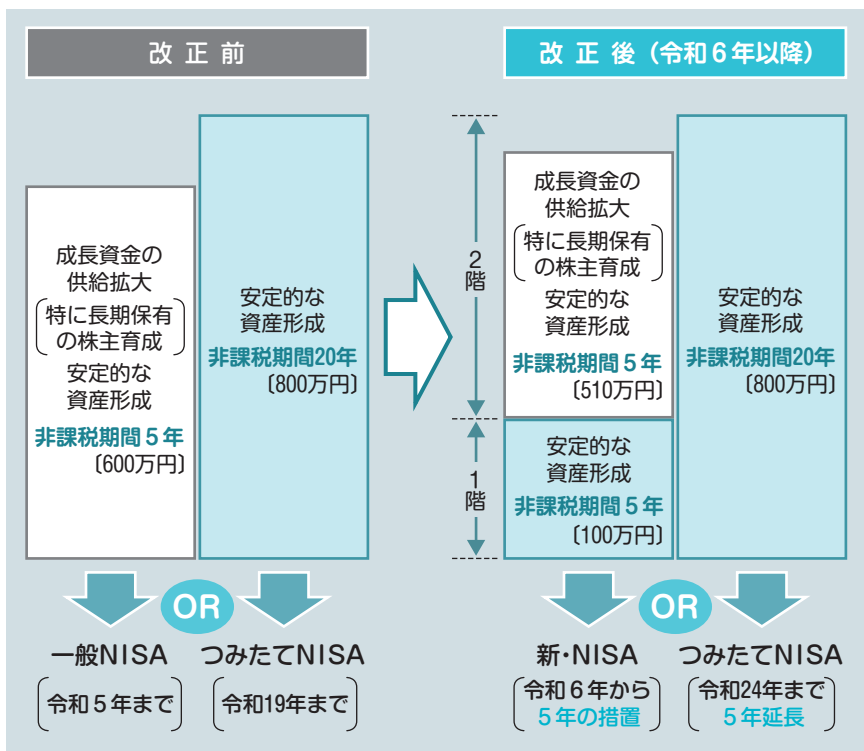 改正前
成長資金の
供給拡大
(特に長期保有
の株主育成)
安定的な
資産形成
非課税期間5年
〔600万円〕
安定的な
資産形成
非課税期間20年
〔800万円〕
OR
一般NISA
(令和5年まで)
つみたてNISA
(令和19年まで)
改正後(令和6年以降)
2階
1階
成長資金の
供給拡大
(特に長期保有
の株主育成)
安定的な
資産形成
非課税期間5年
〔510万円〕
安定的な
資産形成
非課税期間5年
〔100万円〕
安定的な
資産形成
非課税期間20年
〔800万円〕
OR
新・NISA
(令和6年から
5年の措置)
つみたてNISA
(令和24年まで
5年延長)